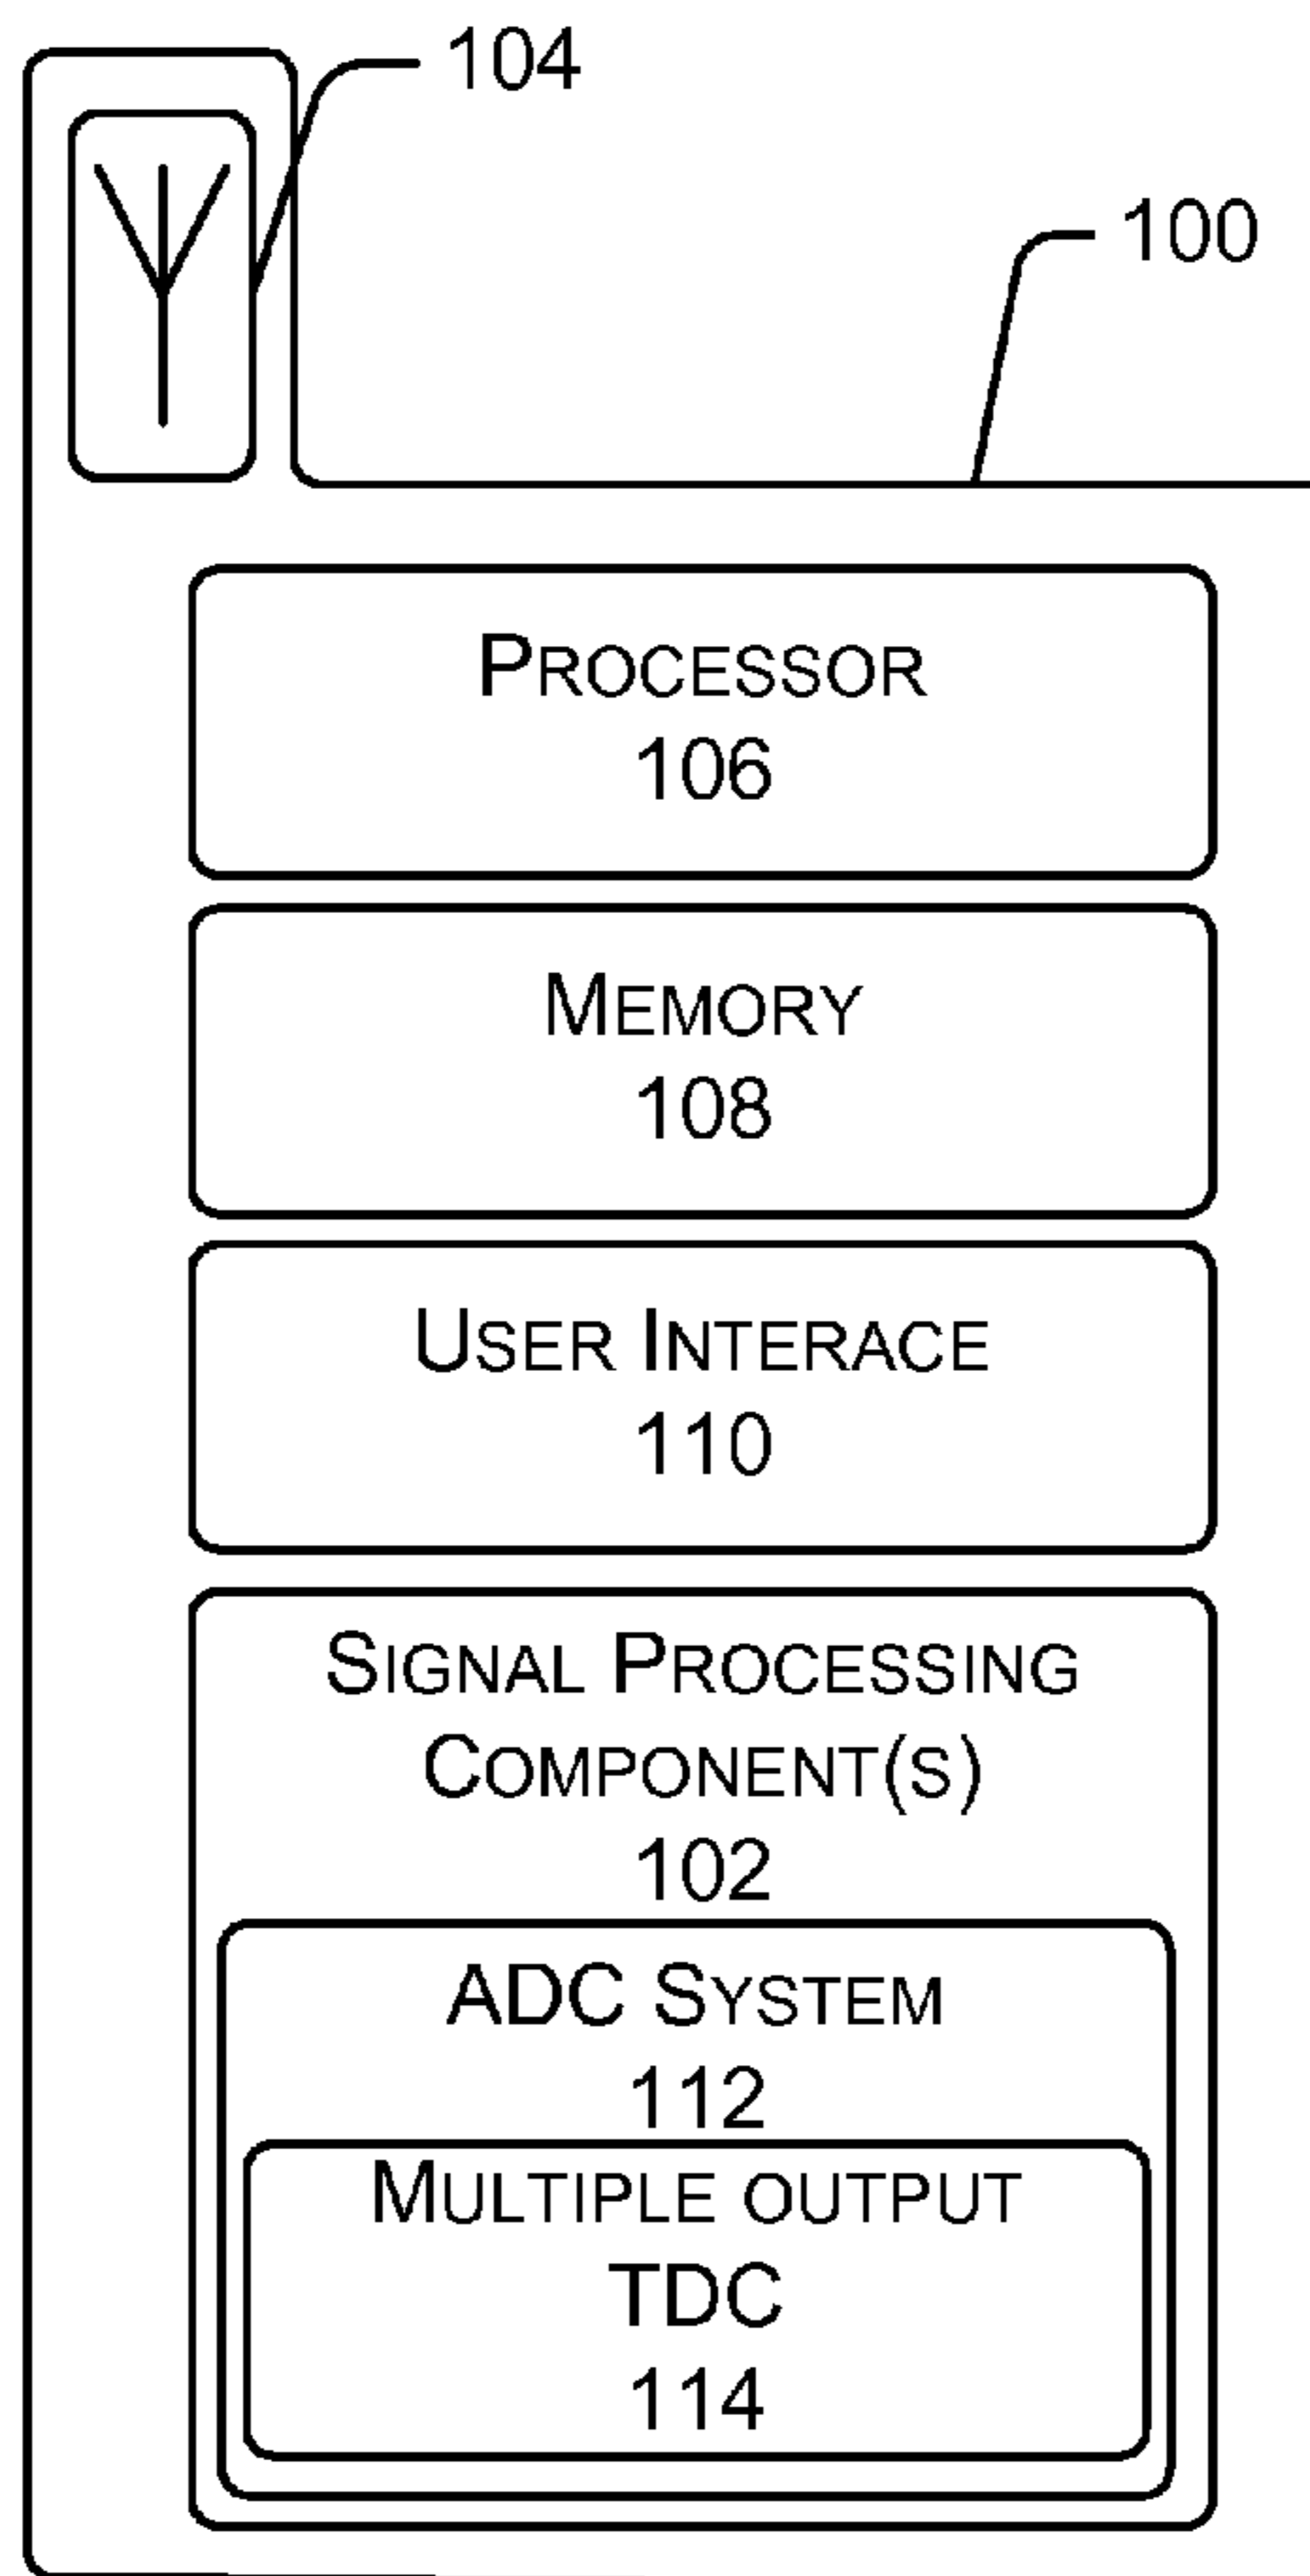 104
100
PROCESSOR
106
MEMORY
108
USER INTERACE
110
SIGNAL PROCESSING
COMPONENT(S)
102
ADC SYSTEM
112
MULTIPLE OUTPUT
TDC
114